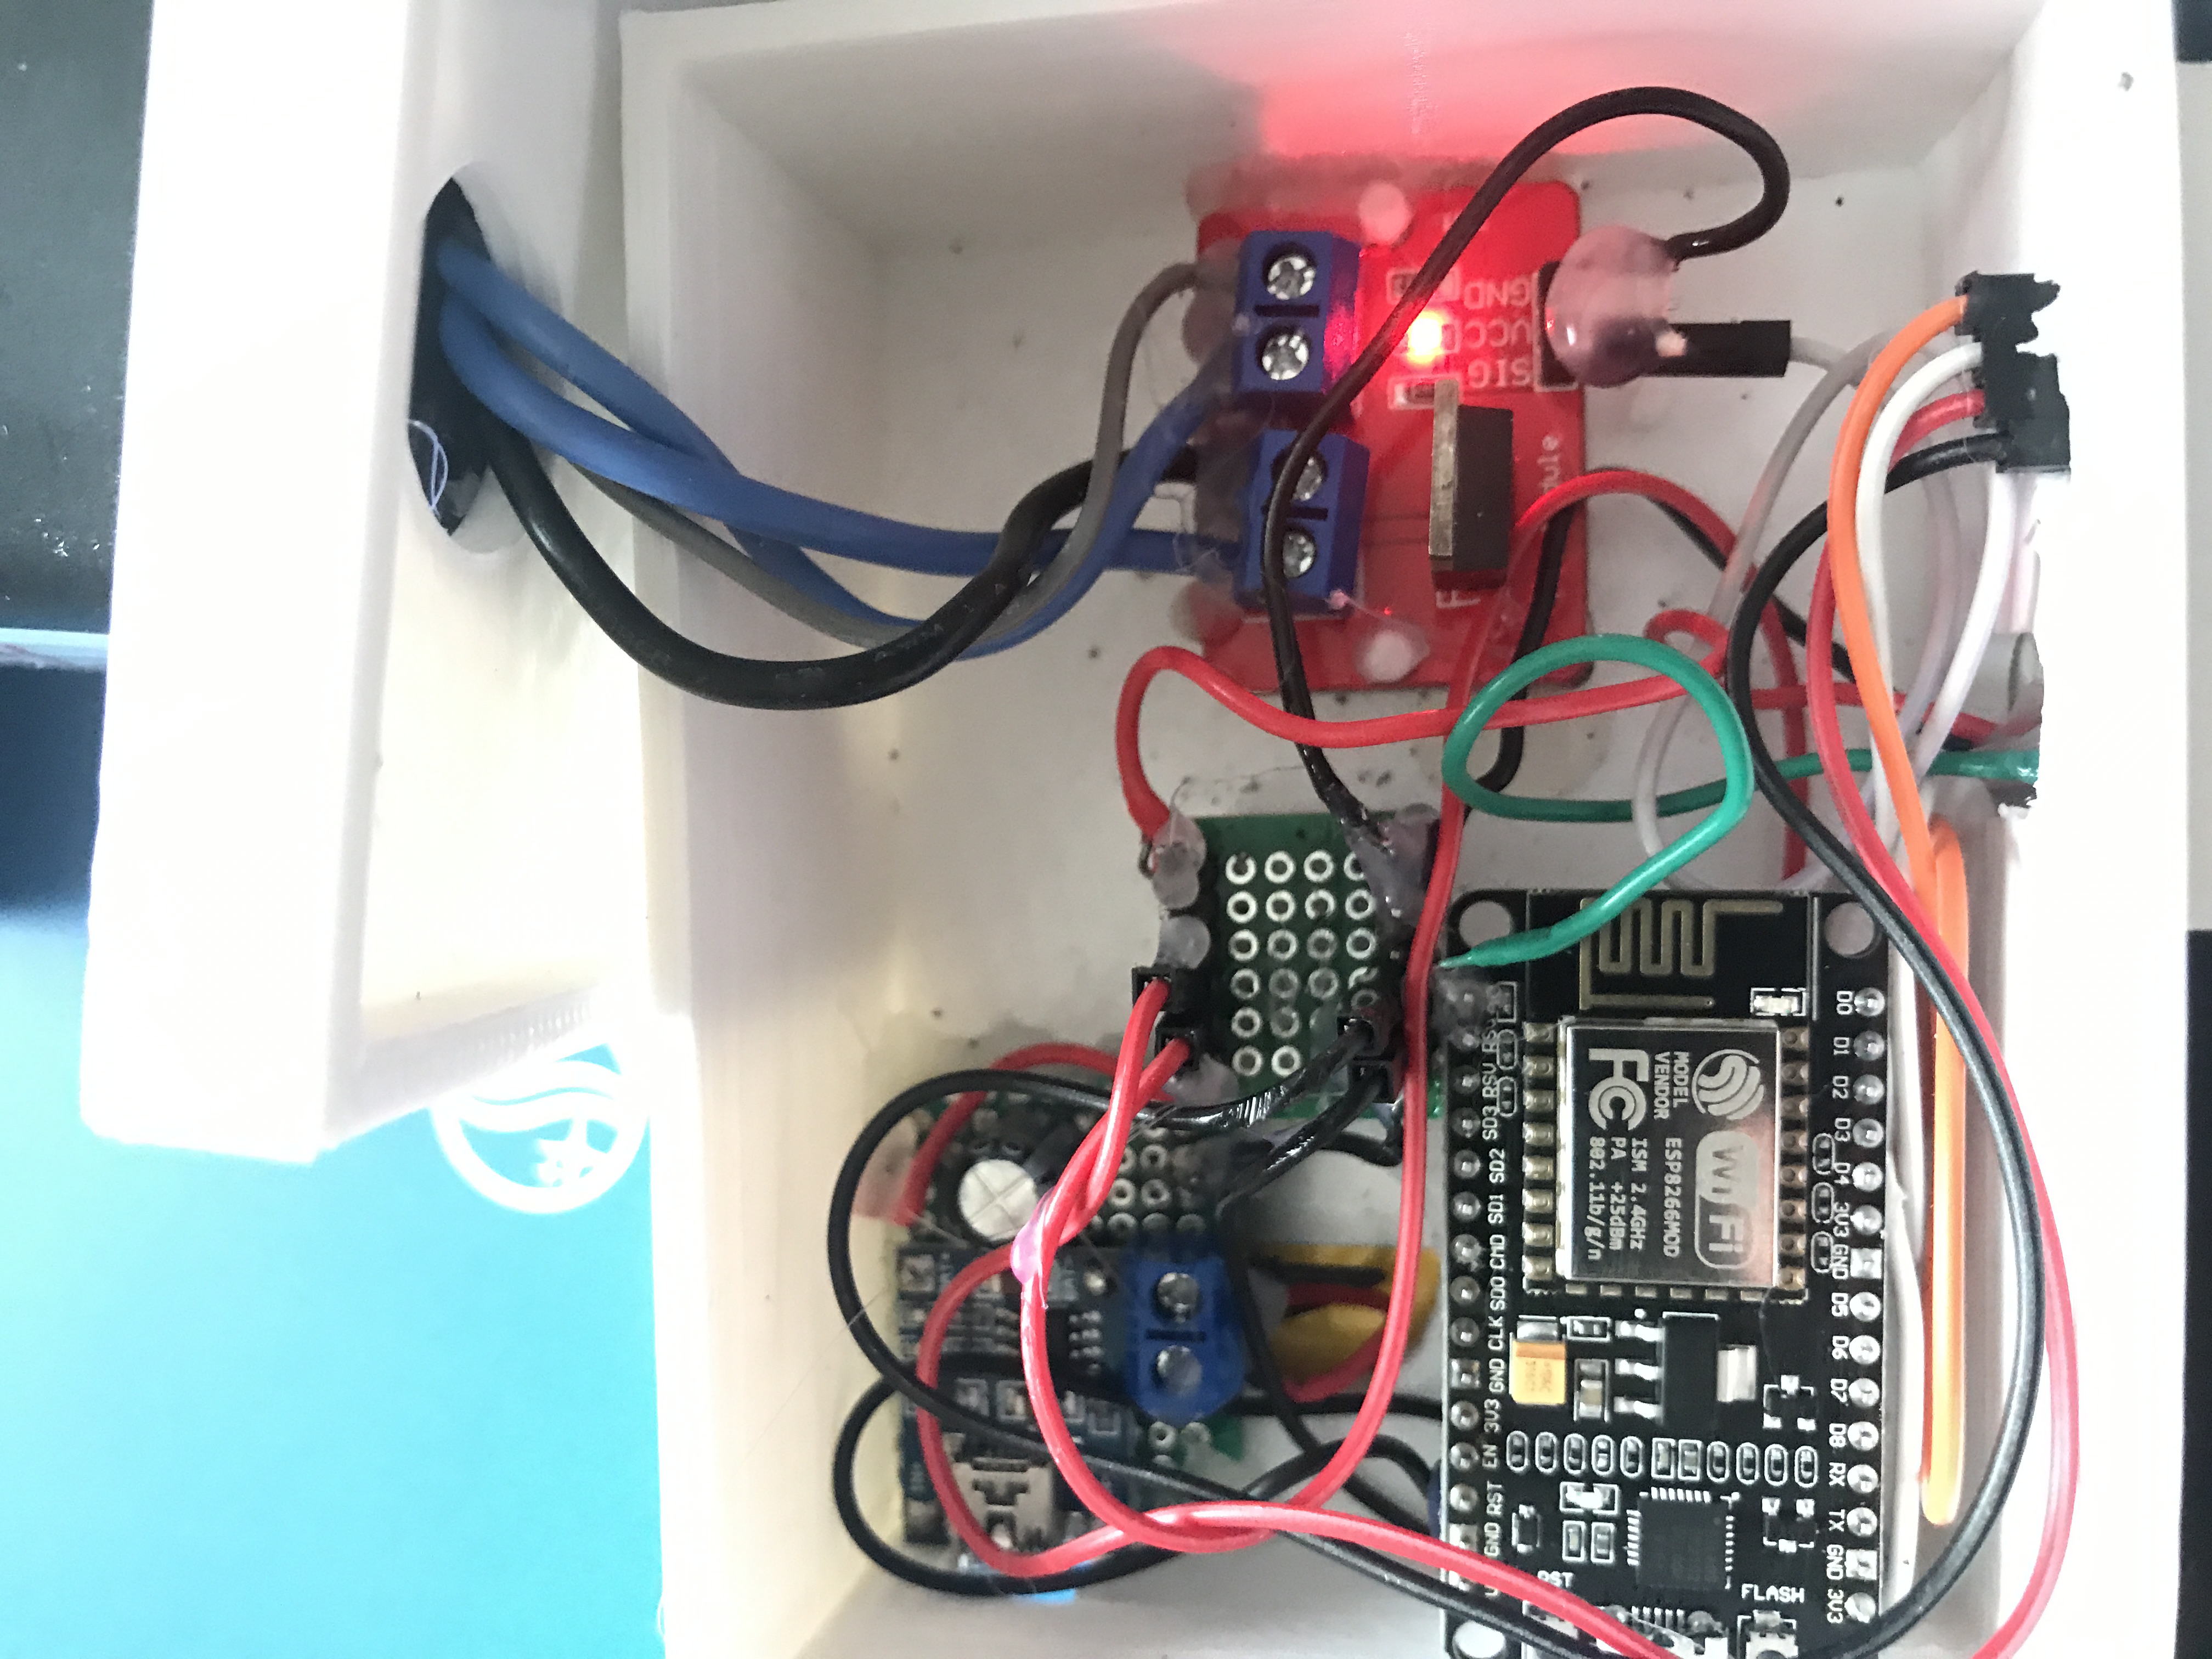 FLASH
RST
3V3
GND
TX
RX
D8
D7
D6
D5
GND
3V3
D4
D3
D2
D1
D0
GND
RST
EN
3V3
GND
CLK
SD0
CMD
SD1
SD2
SD3
RSV
WiFi
MODEL
VENDOR
ESP8266MOD
ISM 2.4GHz
PA +25dBm
802.11b/g/n
FC
SIG
VCC
GND